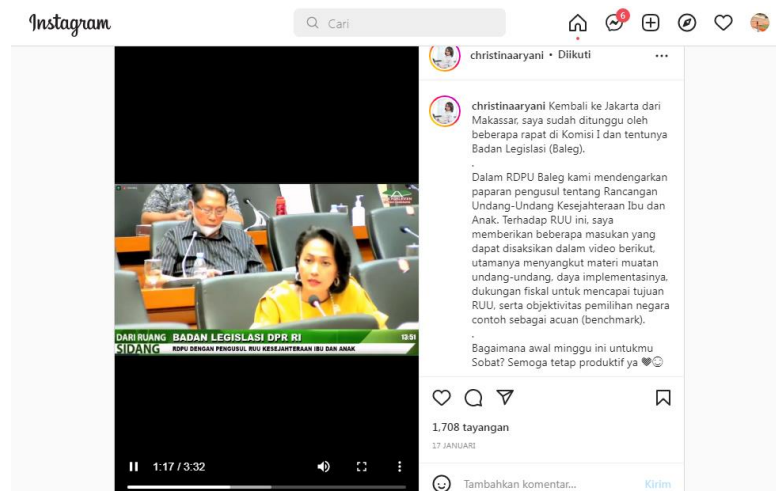 Instagram
Cari
6
christinaaryani • Diikuti
christinaaryani Kembali ke Jakarta dari
Makassar, saya sudah ditunggu oleh
beberapa rapat di Komisi I dan tentunya
Badan Legislasi (Baleg).
.
Dalam RDPU Baleg kami mendengarkan
paparan pengusul tentang Rancangan
Undang-Undang Kesejahteraan Ibu dan
Anak. Terhadap RUU ini, saya
memberikan beberapa masukan yang
dapat disaksikan dalam video berikut,
utamanya menyangkut materi muatan
undang-undang, daya implementasinya,
dukungan fiskal untuk mencapai tujuan
RUU, serta objektivitas pemilihan negara
contoh sebagai acuan (benchmark).
.
Bagaimana awal minggu ini untukmu
Sobat? Semoga tetap produktif ya
DARI RUANG SIDANG
BADAN LEGISLASI DPR RI
13:51
RDPU DENGAN PENGUSUL RUU KESEJAHTERAAN IBU DAN ANAK
1:17 / 3:32
1,708 tayangan
17 JANUARI
Tambahkan komentar...
Kirim